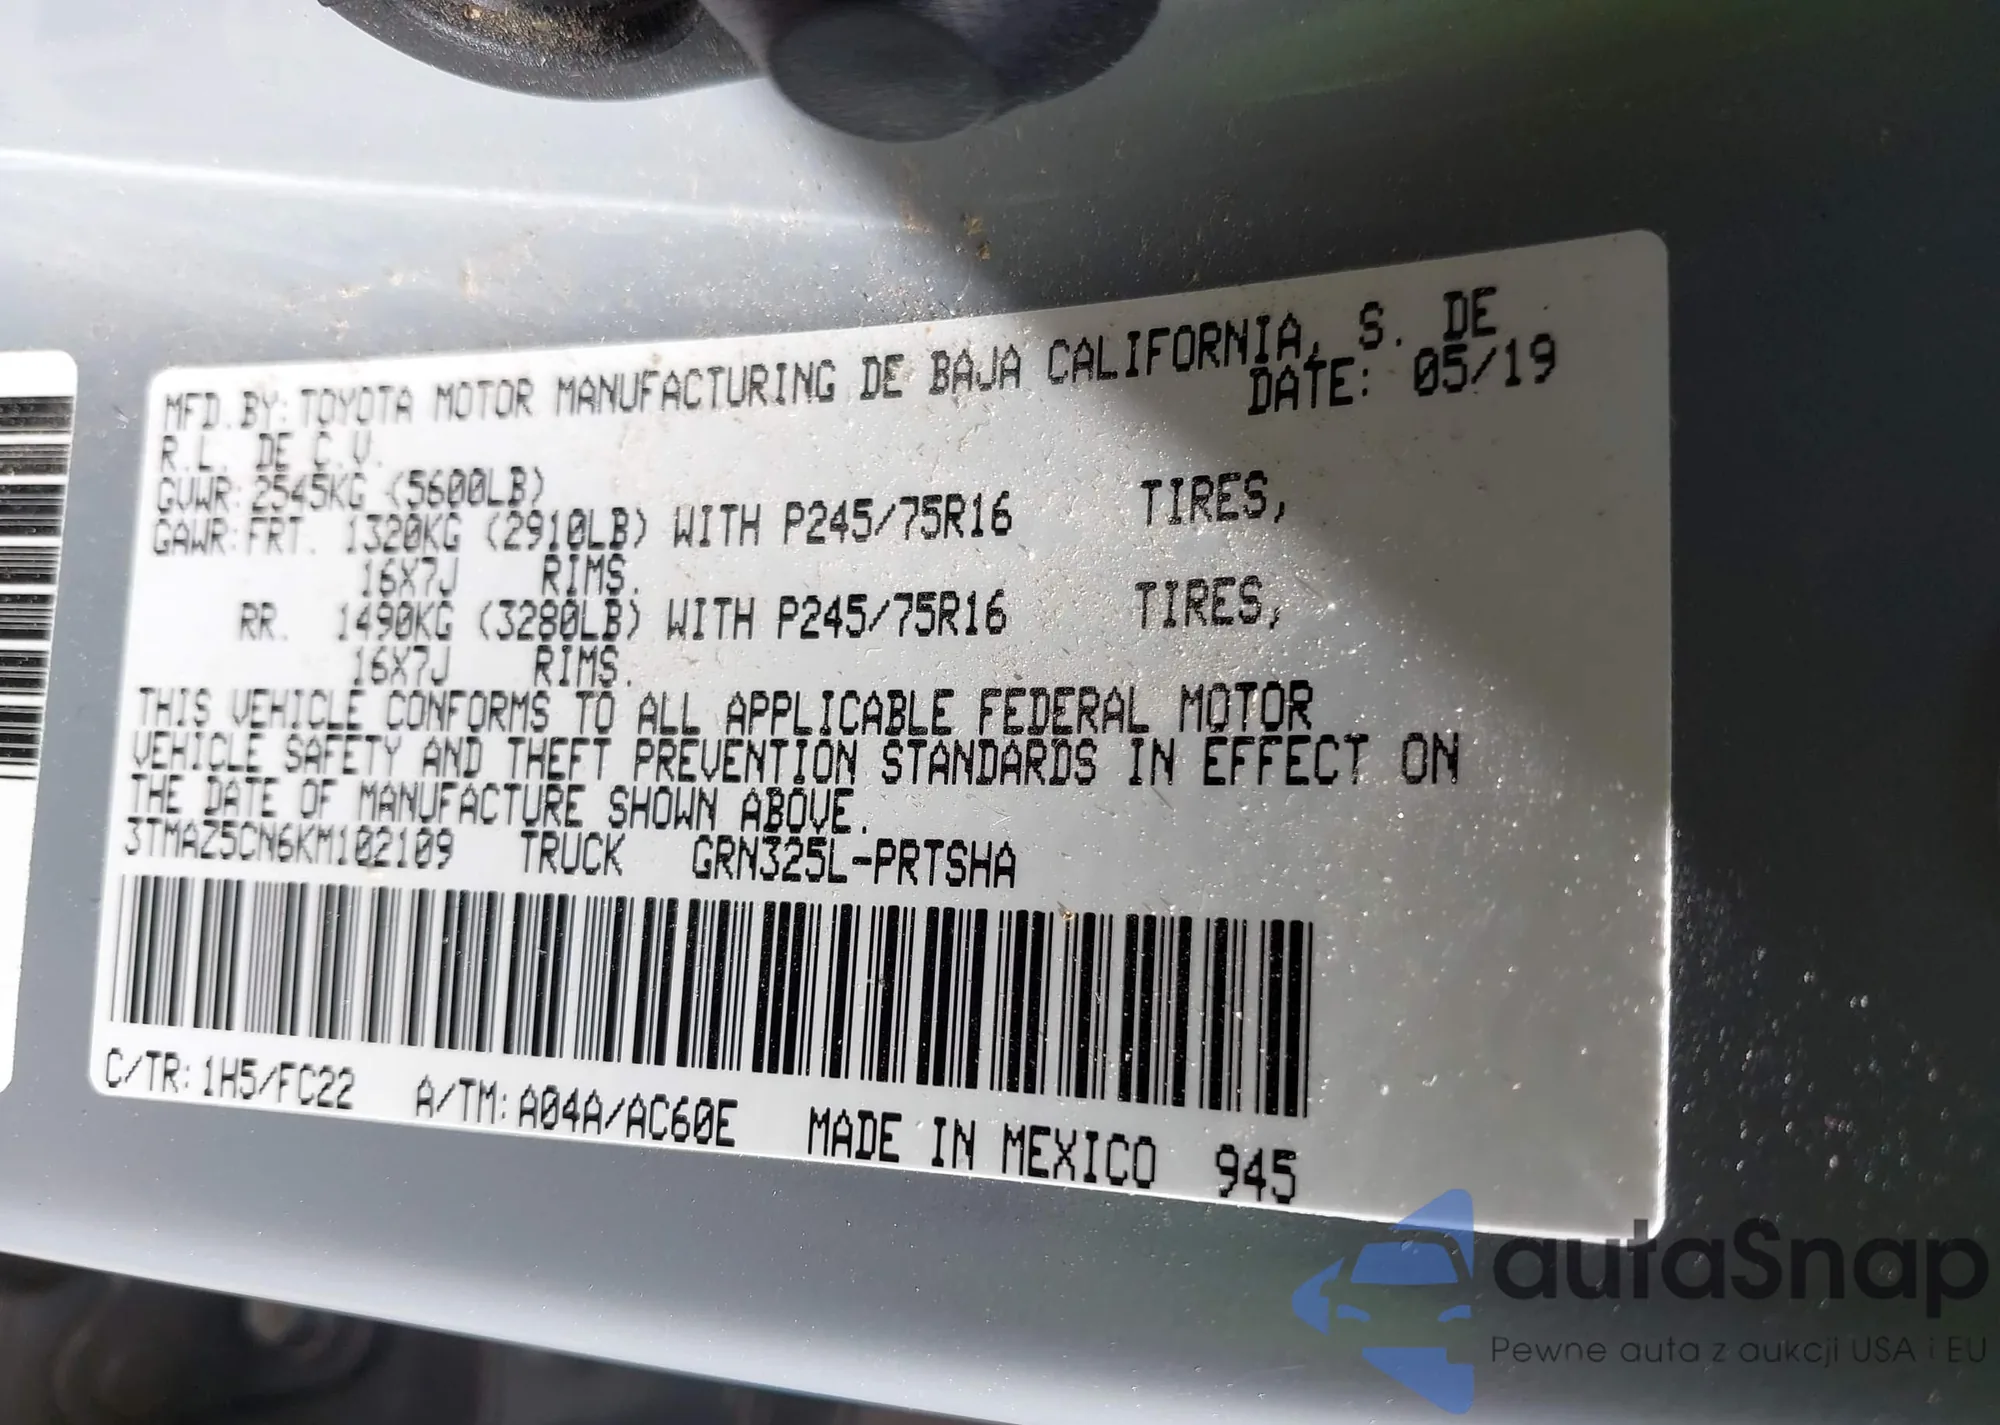 MFD.BY:TOYOTA MOTOR MANUFACTURING DE BAJA CALIFORNIA, S. DE
R.L. DE C.V. DATE: 05/19
GVWR:2545KG (5600LB)
GAWR:FRT. 1320KG (2910LB) WITH P245/75R16 TIRES,
16X7J RIMS.
RR. 1490KG (3280LB) WITH P245/75R16 TIRES,
16X7J RIMS.
THIS VEHICLE CONFORMS TO ALL APPLICABLE FEDERAL MOTOR
VEHICLE SAFETY AND THEFT PREVENTION STANDARDS IN EFFECT ON
THE DATE OF MANUFACTURE SHOWN ABOVE.
3TMAZ5CN6KM102109 TRUCK GRN325L-PRTSHA
C/TR:1H5/FC22 A/TM:A04A/AC60E MADE IN MEXICO 945
autaSnap
Pewne auta z aukcji USA i EU